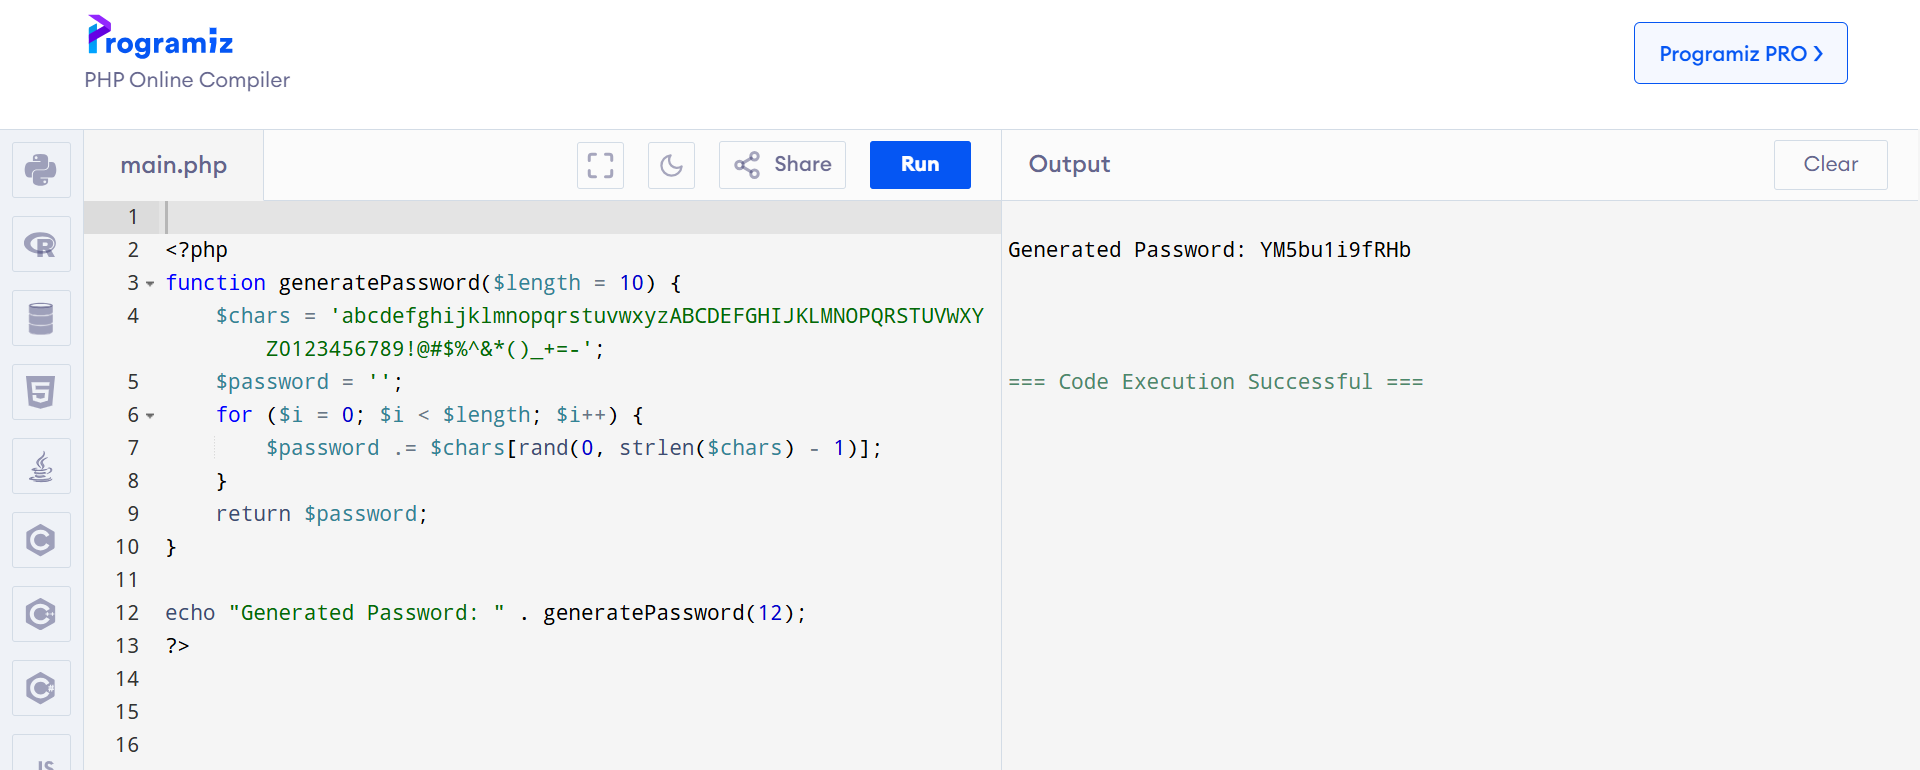 Programiz
PHP Online Compiler
Programiz PRO ›
main.php
Share
Run
Output
Clear
1
2 <?php
3 function generatePassword($length = 10) {
4 $chars = 'abcdefghijklmnopqrstuvwxyzABCDEFGHIJKLMNOPQRSTUVWXY
Z0123456789!@#$%^&*()_+=-';
5 $password = '';
6 for ($i = 0; $i < $length; $i++) {
7 $password .= $chars[rand(0, strlen($chars) - 1)];
8 }
9 return $password;
10 }
11
12 echo "Generated Password: " . generatePassword(12);
13 ?>
14
15
16
Generated Password: YM5bu1i9fRHb
=== Code Execution Successful ===
R
5
C
C++
C#
JS